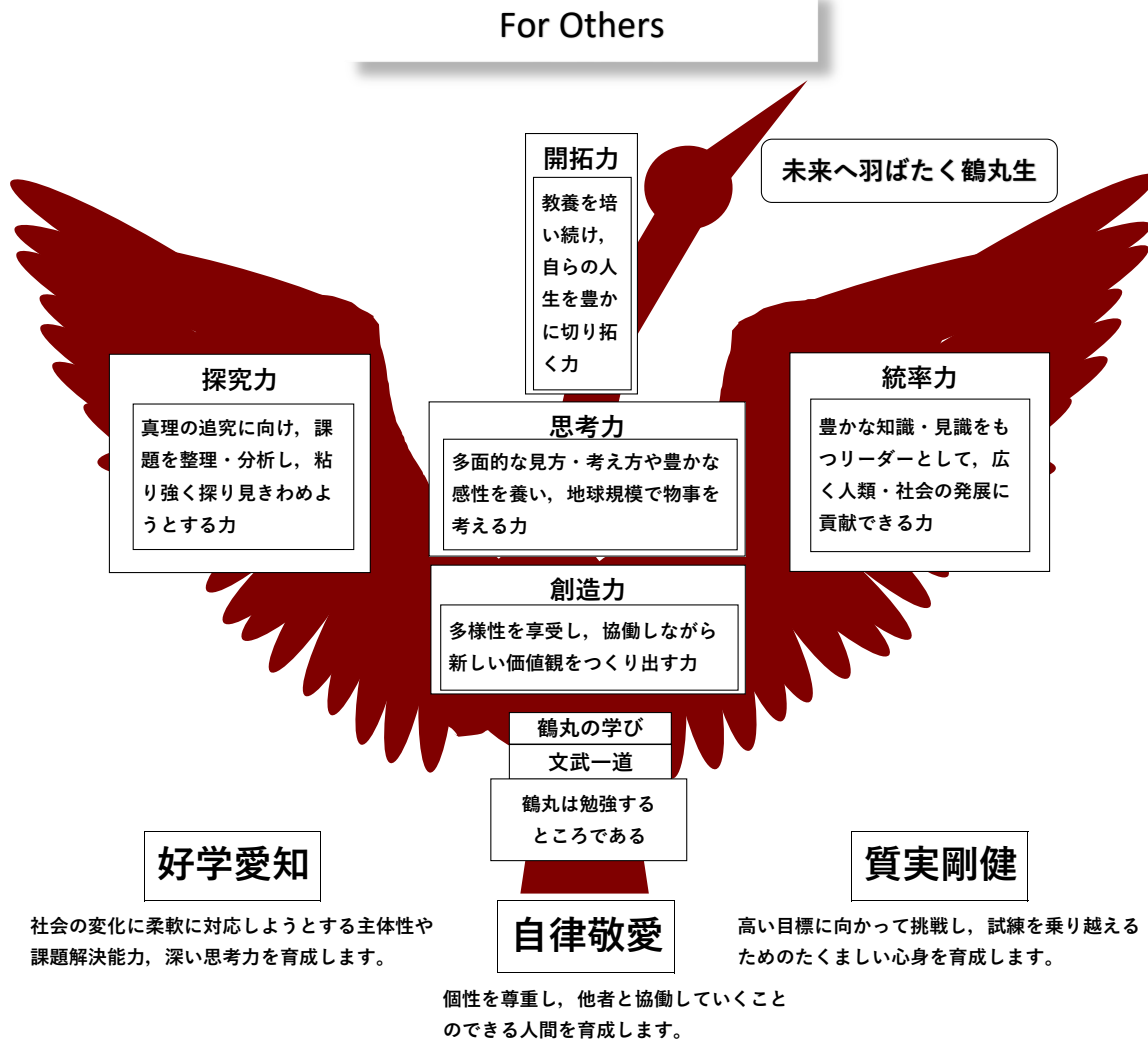 For Others
未来へ羽ばたく鶴丸生
開拓力
教養を培
い続け，
自らの人
生を豊か
に切り拓
く力
探究力
真理の追究に向け，課
題を整理・分析し，粘
り強く探り見きわめよ
うとする力
思考力
多面的な見方・考え方や豊かな
感性を養い，地球規模で物事を
考える力
統率力
豊かな知識・見識をも
つリーダーとして，広
く人類・社会の発展に
貢献できる力
創造力
多様性を享受し，協働しながら
新しい価値観をつくり出す力
鶴丸の学び
文武一道
鶴丸は勉強する
ところである
好学愛知
社会の変化に柔軟に対応しようとする主体性や
課題解決能力，深い思考力を育成します。
自律敬愛
個性を尊重し，他者と協働していくこと
のできる人間を育成します。
質実剛健
高い目標に向かって挑戦し，試練を乗り越える
ためのたくましい心身を育成します。